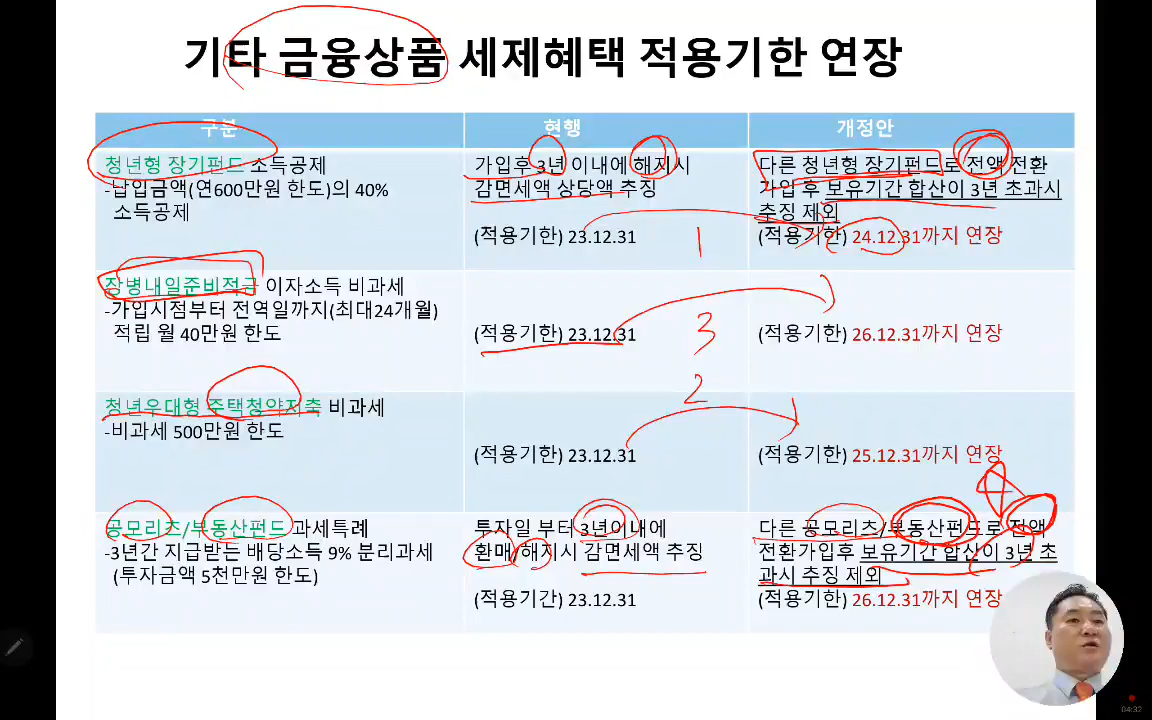 기타 금융상품 세제혜택 적용기한 연장
구분
현행
개정안
청년형 장기펀드 소득공제
-납입금액(연600만원 한도)의 40%
소득공제
가입후 3년 이내에 해지시
감면세액 상당액 추징
(적용기한) 23.12.31
다른 청년형 장기펀드로 전액 전환
가입 후 보유기간 합산이 3년 초과시
추징 제외
(적용기한) 24.12.31까지 연장
1
장병내일준비적금 이자소득 비과세
-가입시점부터 전역일까지(최대24개월)
적립 월 40만원 한도
(적용기한) 23.12.31
3
(적용기한) 26.12.31까지 연장
청년우대형 주택청약저축 비과세
-비과세 500만원 한도
2
(적용기한) 23.12.31
(적용기한) 25.12.31까지 연장
공모리츠/부동산펀드 과세특례
-3년간 지급받는 배당소득 9% 분리과세
(투자금액 5천만원 한도)
투자일 부터 3년이내에
환매/해지시 감면세액 추징
(적용기간) 23.12.31
다른 공모리츠/부동산펀드로 전액
전환가입후 보유기간 합산이 3년 초
과시 추징 제외
(적용기한) 26.12.31까지 연장
04:32